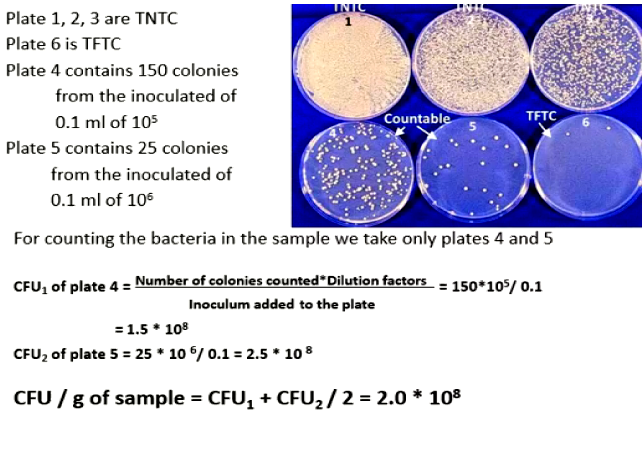 Plate 1, 2, 3 are TNTC
Plate 6 is TFTC
Plate 4 contains 150 colonies
from the inoculated of
0.1 ml of 10⁵
Plate 5 contains 25 colonies
from the inoculated of
0.1 ml of 10⁶
TNTC TNTC TNTC
1 2 3
Countable TFTC
4 5 6
For counting the bacteria in the sample we take only plates 4 and 5
CFU₁ of plate 4 = Number of colonies counted*Dilution factors = 150*10⁵/ 0.1
Inoculum added to the plate
= 1.5 * 10⁸
CFU₂ of plate 5 = 25 * 10 ⁶/ 0.1 = 2.5 * 10 ⁸
CFU / g of sample = CFU₁ + CFU₂ / 2 = 2.0 * 10⁸